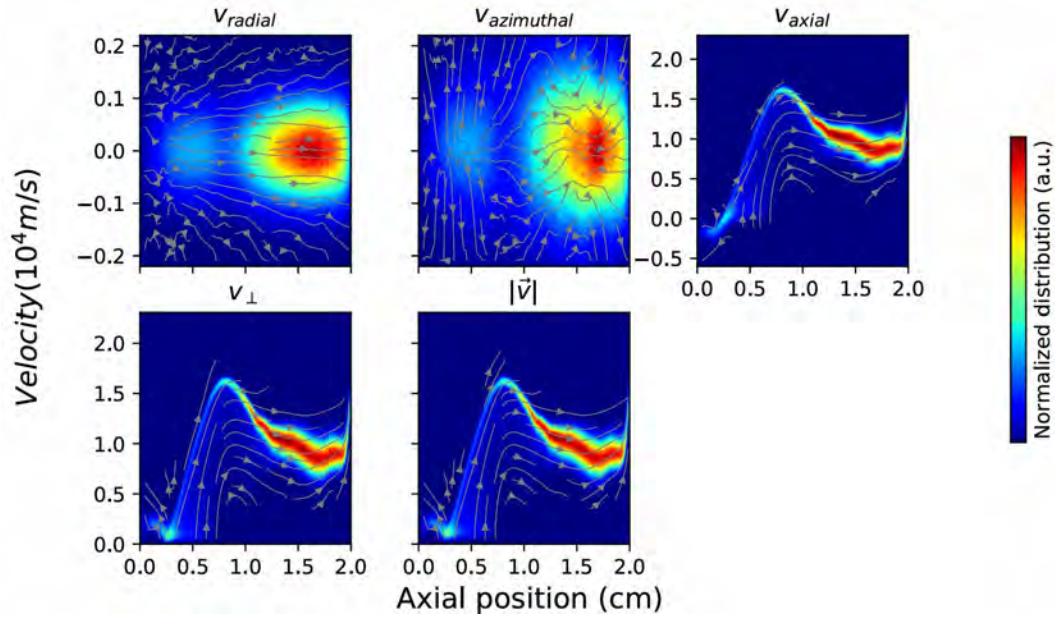 v_radial
v_azimuthal
v_axial
0.2
0.1
0.0
−0.1
−0.2
2.0
1.5
1.0
0.5
0.0
−0.5
0.0 0.5 1.0 1.5 2.0
v_⊥
|v⃗|
2.0
1.5
1.0
0.5
0.0
0.0 0.5 1.0 1.5 2.0
0.0 0.5 1.0 1.5 2.0
Velocity(10⁴m/s)
Axial position (cm)
Normalized distribution (a.u.)